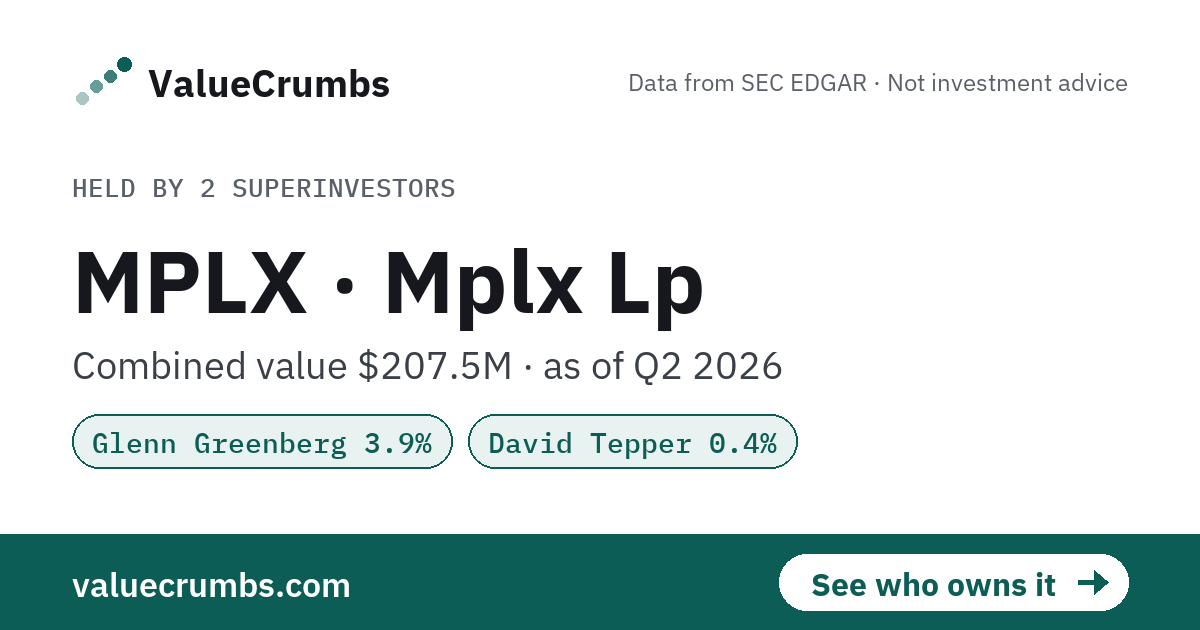 ValueCrumbs
Data from SEC EDGAR · Not investment advice
HELD BY 2 SUPERINVESTORS
MPLX · Mplx Lp
Combined value $207.5M · as of Q2 2026
Glenn Greenberg 3.9%
David Tepper 0.4%
valuecrumbs.com
See who owns it →